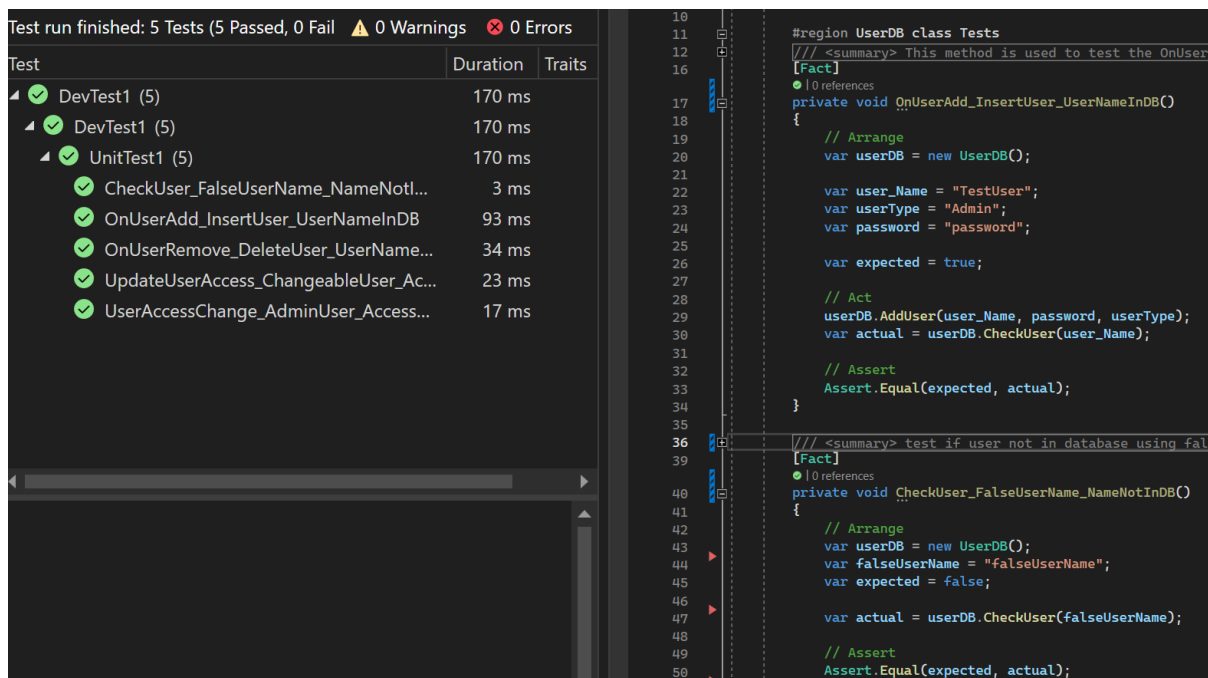 Test run finished: 5 Tests (5 Passed, 0 Fail 0 Warnings 0 Errors
Test Duration Traits
DevTest1 (5) 170 ms
DevTest1 (5) 170 ms
UnitTest1 (5) 170 ms
CheckUser_FalseUserName_NameNotI... 3 ms
OnUserAdd_InsertUser_UserNameInDB 93 ms
OnUserRemove_DeleteUser_UserName... 34 ms
UpdateUserAccess_ChangeableUser_Ac... 23 ms
UserAccessChange_AdminUser_Access... 17 ms
10
11 #region UserDB class Tests
12 /// <summary> This method is used to test the OnUser
16 [Fact]
| 0 references
17 private void OnUserAdd_InsertUser_UserNameInDB()
18 {
19 // Arrange
20 var userDB = new UserDB();
21
22 var user_Name = "TestUser";
23 var userType = "Admin";
24 var password = "password";
25
26 var expected = true;
27
28 // Act
29 userDB.AddUser(user_Name, password, userType);
30 var actual = userDB.CheckUser(user_Name);
31
32 // Assert
33 Assert.Equal(expected, actual);
34 }
35
36 /// <summary> test if user not in database using fal
39 [Fact]
| 0 references
40 private void CheckUser_FalseUserName_NameNotInDB()
41 {
42 // Arrange
43 var userDB = new UserDB();
44 var falseUserName = "falseUserName";
45 var expected = false;
46
47 var actual = userDB.CheckUser(falseUserName);
48
49 // Assert
50 Assert.Equal(expected, actual);